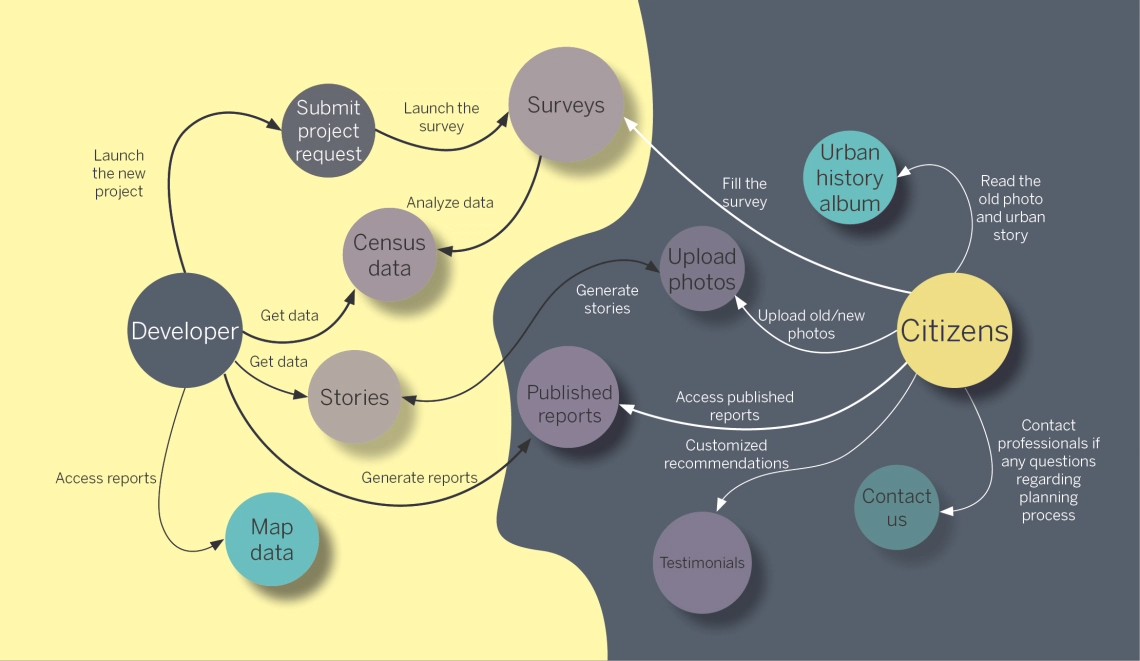 Submit
project
request
Launch the
survey
Surveys
Launch
the new
project
Analyze data
Census
data
Fill the
survey
Urban
history
album
Read the
old photo
and urban
story
Upload
photos
Generate
stories
Upload old/new
photos
Developer
Get data
Get data
Citizens
Stories
Published
reports
Access published
reports
Customized
recommendations
Contact
professionals if
any questions
regarding
planning
process
Access reports
Generate reports
Map
data
Contact
us
Testimonials